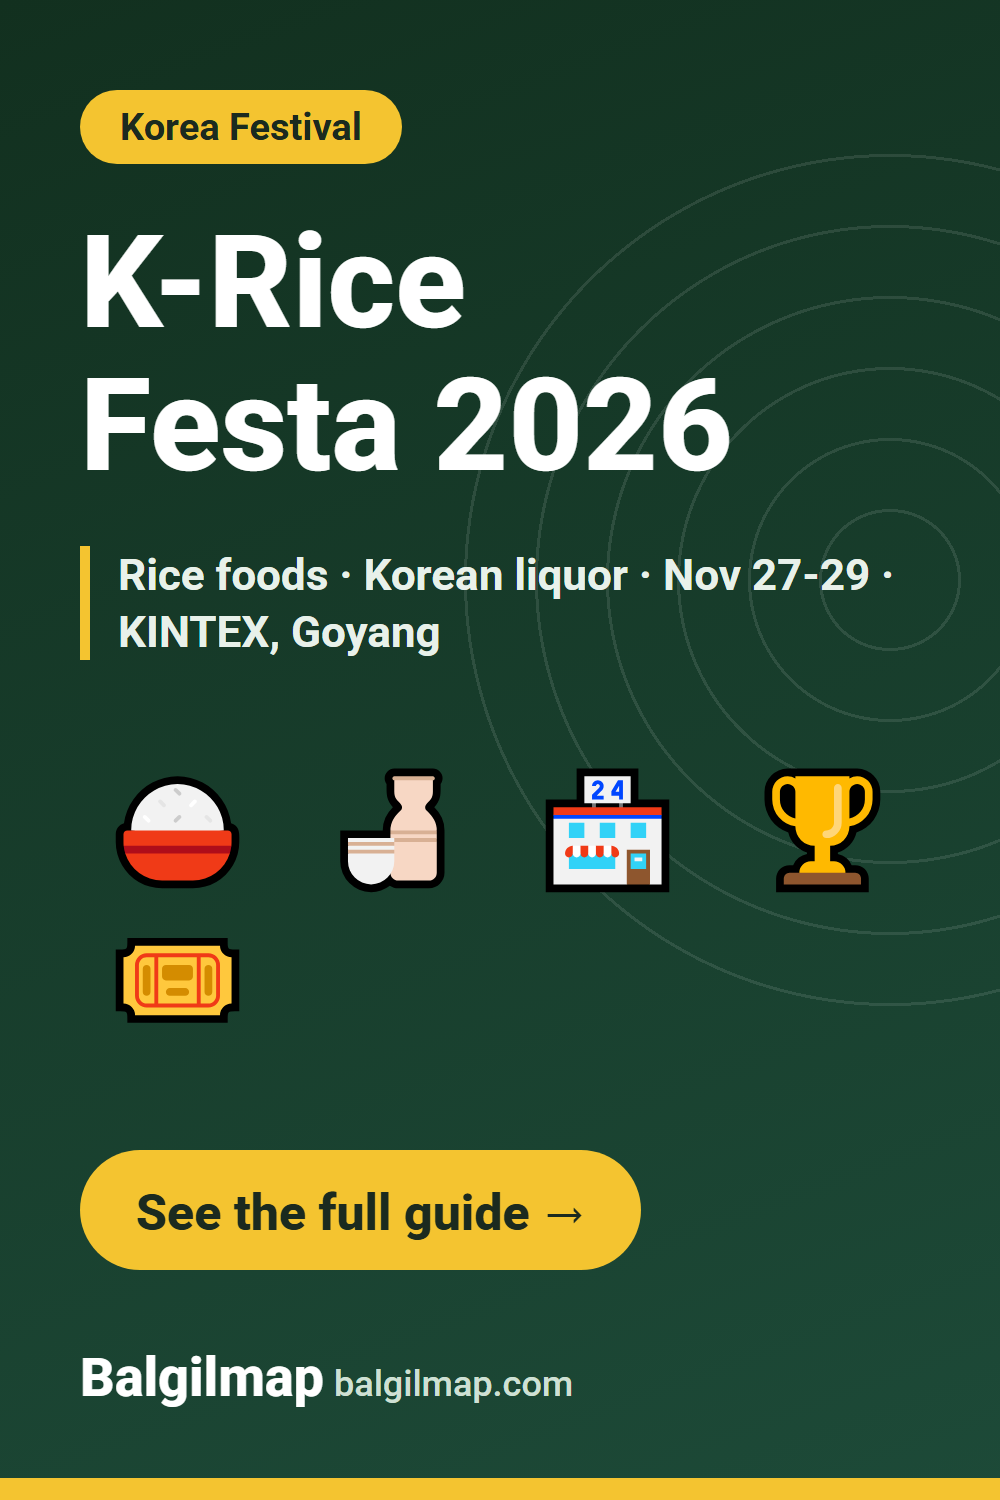 Korea Festival
K-Rice
Festa 2026
Rice foods · Korean liquor · Nov 27-29 ·
KINTEX, Goyang
24
See the full guide →
Balgilmap balgilmap.com